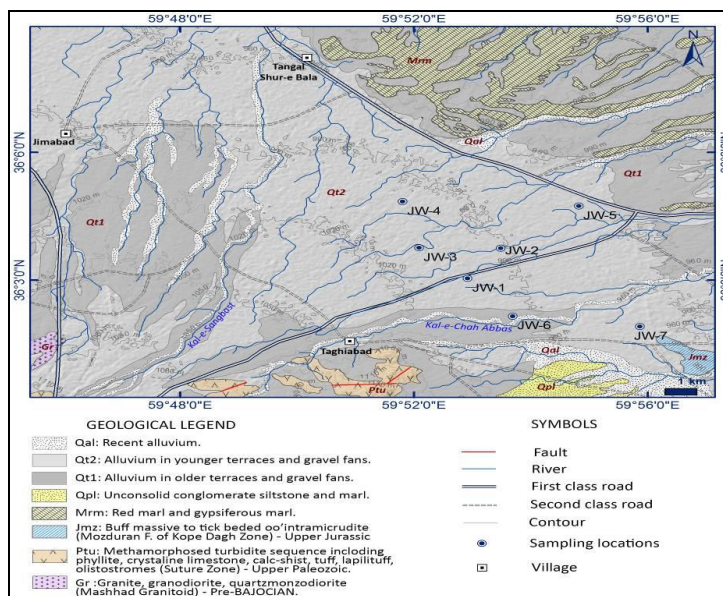 59°48'0"E 59°52'0"E 59°56'0"E
N
Tangal
Shur-e Bala
Mrm
Jimabad
Qal
36°6'0"N
Qt1
Qt2
JW-4
JW-5
Qt1
JW-3
JW-2
36°3'0"N
JW-1
Kal-e-Sangbast
Kal-e-Chah Abbas
JW-6
JW-7
Gr
Taghiabad
Qal
Jmz
Ptu
Qpl
1 km
59°48'0"E 59°52'0"E 59°56'0"E
GEOLOGICAL LEGEND
Qal: Recent alluvium.
Qt2: Alluvium in younger terraces and gravel fans.
Qt1: Alluvium in older terraces and gravel fans.
Qpl: Unconsolid conglomerate siltstone and marl.
Mrm: Red marl and gypsiferous marl.
Jmz: Buff massive to tick beded oo'intramicrudite
(Mozduran F. of Kope Dagh Zone) - Upper Jurassic
Ptu: Methamorphosed turbidite sequence including
phyllite, crystaline limestone, calc-shist, tuff, lapilituff,
olistostromes (Suture Zone) - Upper Paleozoic.
Gr :Granite, granodiorite, quartzmonzodiorite
(Mashhad Granitoid) - Pre-BAJOCIAN.
SYMBOLS
Fault
River
First class road
Second class road
Contour
Sampling locations
Village